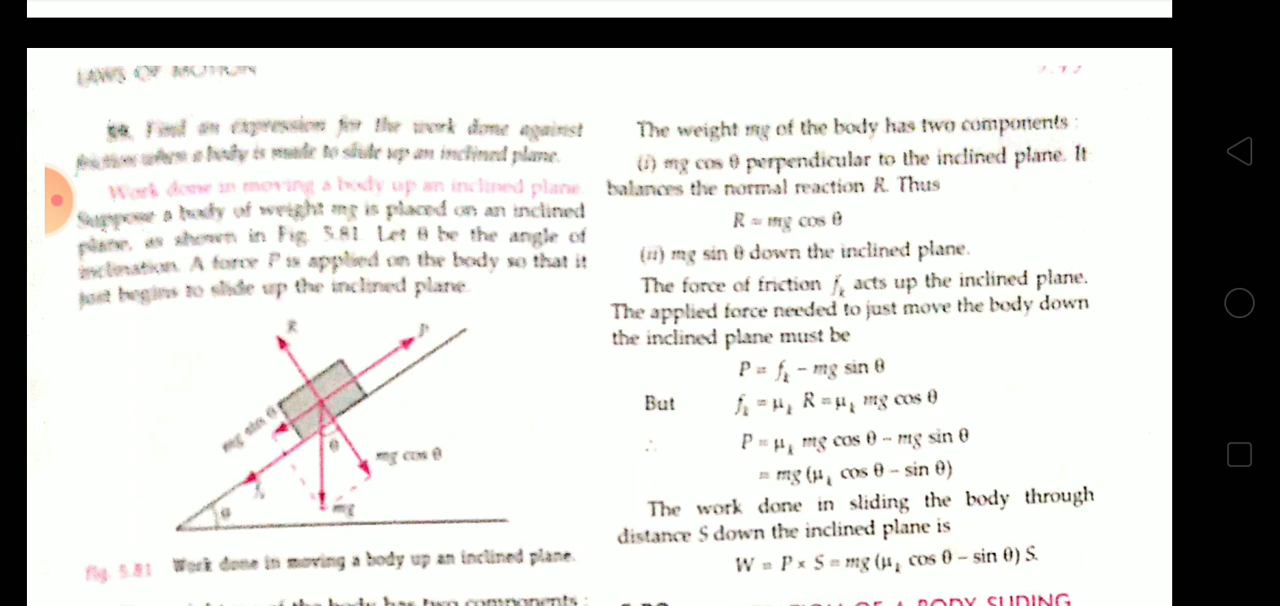 LAWS OF MOTION
Find an expression for the work done against
friction when a body is made to slide up an inclined plane.
Work done in moving a body up an inclined plane.
Suppose a body of weight mg is placed on an inclined
plane, as shown in Fig. 5.81. Let θ be the angle of
inclination. A force P is applied on the body so that it
just begins to slide up the inclined plane.
R
P
mg sin θ
θ
mg cos θ
fₖ
θ
mg
Fig. 5.81 Work done in moving a body up an inclined plane.
the body has two components :
The weight mg of the body has two components :
(i) mg cos θ perpendicular to the inclined plane. It
balances the normal reaction R. Thus
R = mg cos θ
(ii) mg sin θ down the inclined plane.
The force of friction fₖ acts up the inclined plane.
The applied force needed to just move the body down
the inclined plane must be
P = fₖ – mg sin θ
But fₖ = μₖ R = μₖ mg cos θ
∴ P = μₖ mg cos θ – mg sin θ
= mg (μₖ cos θ – sin θ)
The work done in sliding the body through
distance S down the inclined plane is
W = P × S = mg (μₖ cos θ – sin θ) S.
OF A BODY SLIDING